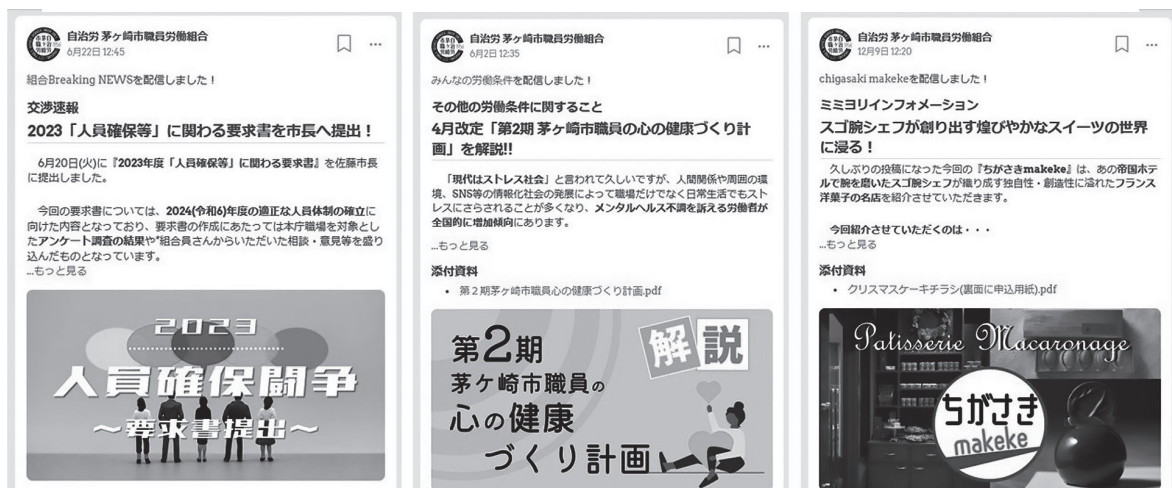 自治労 茅ヶ崎市職員労働組合
6月22日 12:45
組合Breaking NEWSを配信しました！
交渉速報
2023「人員確保等」に関わる要求書を市長へ提出！
6月20日(火)に『2023年度「人員確保等」に関わる要求書』を佐藤市長
に提出しました。
今回の要求書については、2024(令和6)年度の適正な人員体制の確立に
向けた内容となっており、要求書の作成にあたっては本庁職場を対象とし
たアンケート調査の結果や"組合員さんからいただいた相談・意見等を盛り
込んだものとなっています。
...もっと見る
2023
人員確保闘争
～要求書提出～
自治労 茅ヶ崎市職員労働組合
6月2日 12:35
みんなの労働条件を配信しました！
その他の労働条件に関すること
4月改定「第2期 茅ヶ崎市職員の心の健康づくり計
画」を解説!!
「現代はストレス社会」と言われて久しいですが、人間関係や周囲の環
境、SNS等の情報化社会の発展によって職場だけでなく日常生活でもスト
レスにさらされることが多くなり、メンタルヘルス不調を訴える労働者が
全国的に増加傾向にあります。
...もっと見る
添付資料
• 第２期茅ヶ崎市職員心の健康づくり計画.pdf
解説
第2期
茅ヶ崎市職員の
心の健康
づくり計画
自治労 茅ヶ崎市職員労働組合
12月9日 12:20
chigasaki makekeを配信しました！
ミミヨリインフォメーション
スゴ腕シェフが創り出す煌びやかなスイーツの世界
に浸る！
久しぶりの投稿になった今回の『ちがさきmakeke』は、あの帝国ホテ
ルで腕を磨いたスゴ腕シェフが織り成す独自性・創造性に溢れたフランス
洋菓子の名店を紹介させていただきます。
今回紹介させていただくのは・・・
...もっと見る
添付資料
• クリスマスケーキチラシ(裏面に申込用紙).pdf
Patisserie Macaronage
ちがさき
makeke